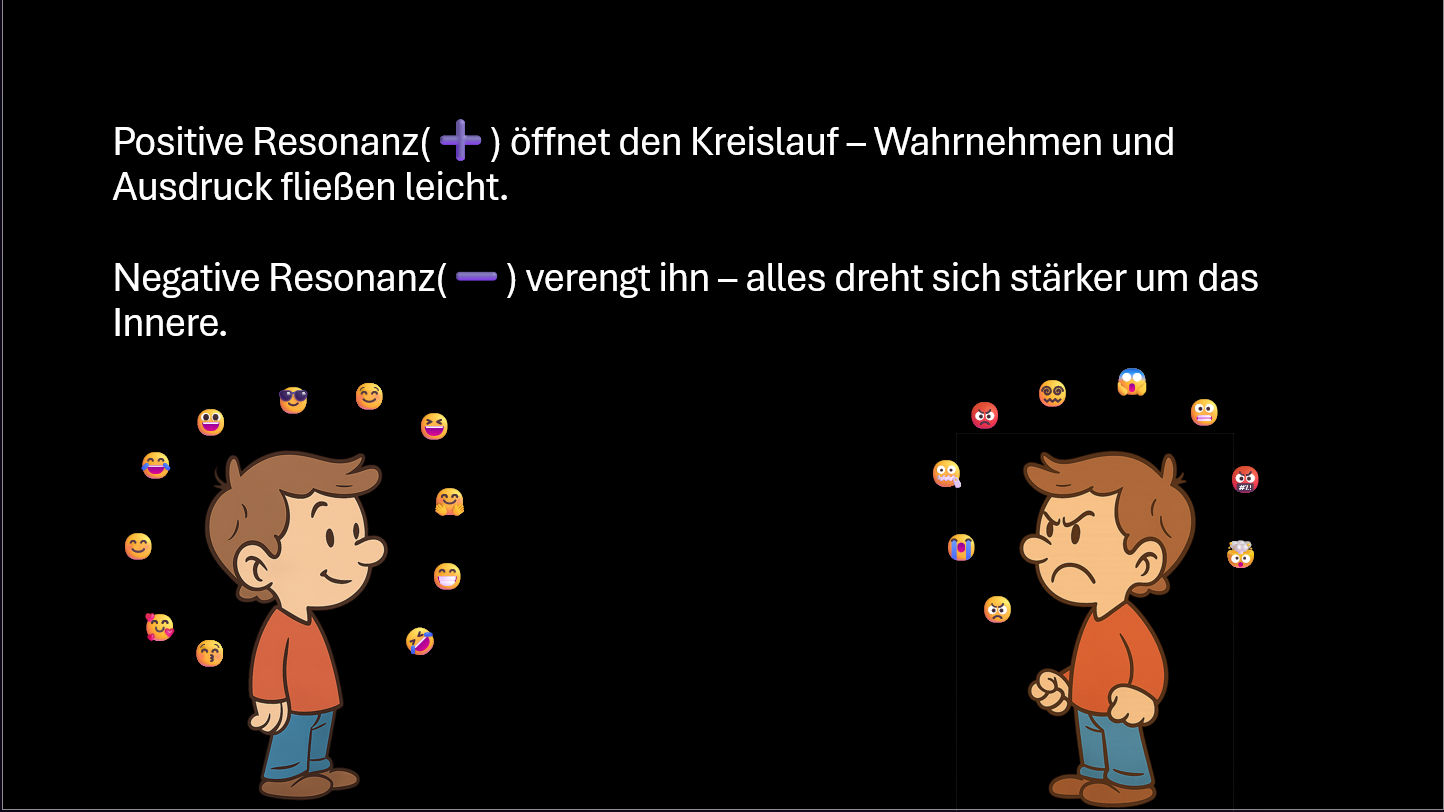 Positive Resonanz( ➕ ) öffnet den Kreislauf – Wahrnehmen und
Ausdruck fließen leicht.
Negative Resonanz( ➖ ) verengt ihn – alles dreht sich stärker um das
Innere.